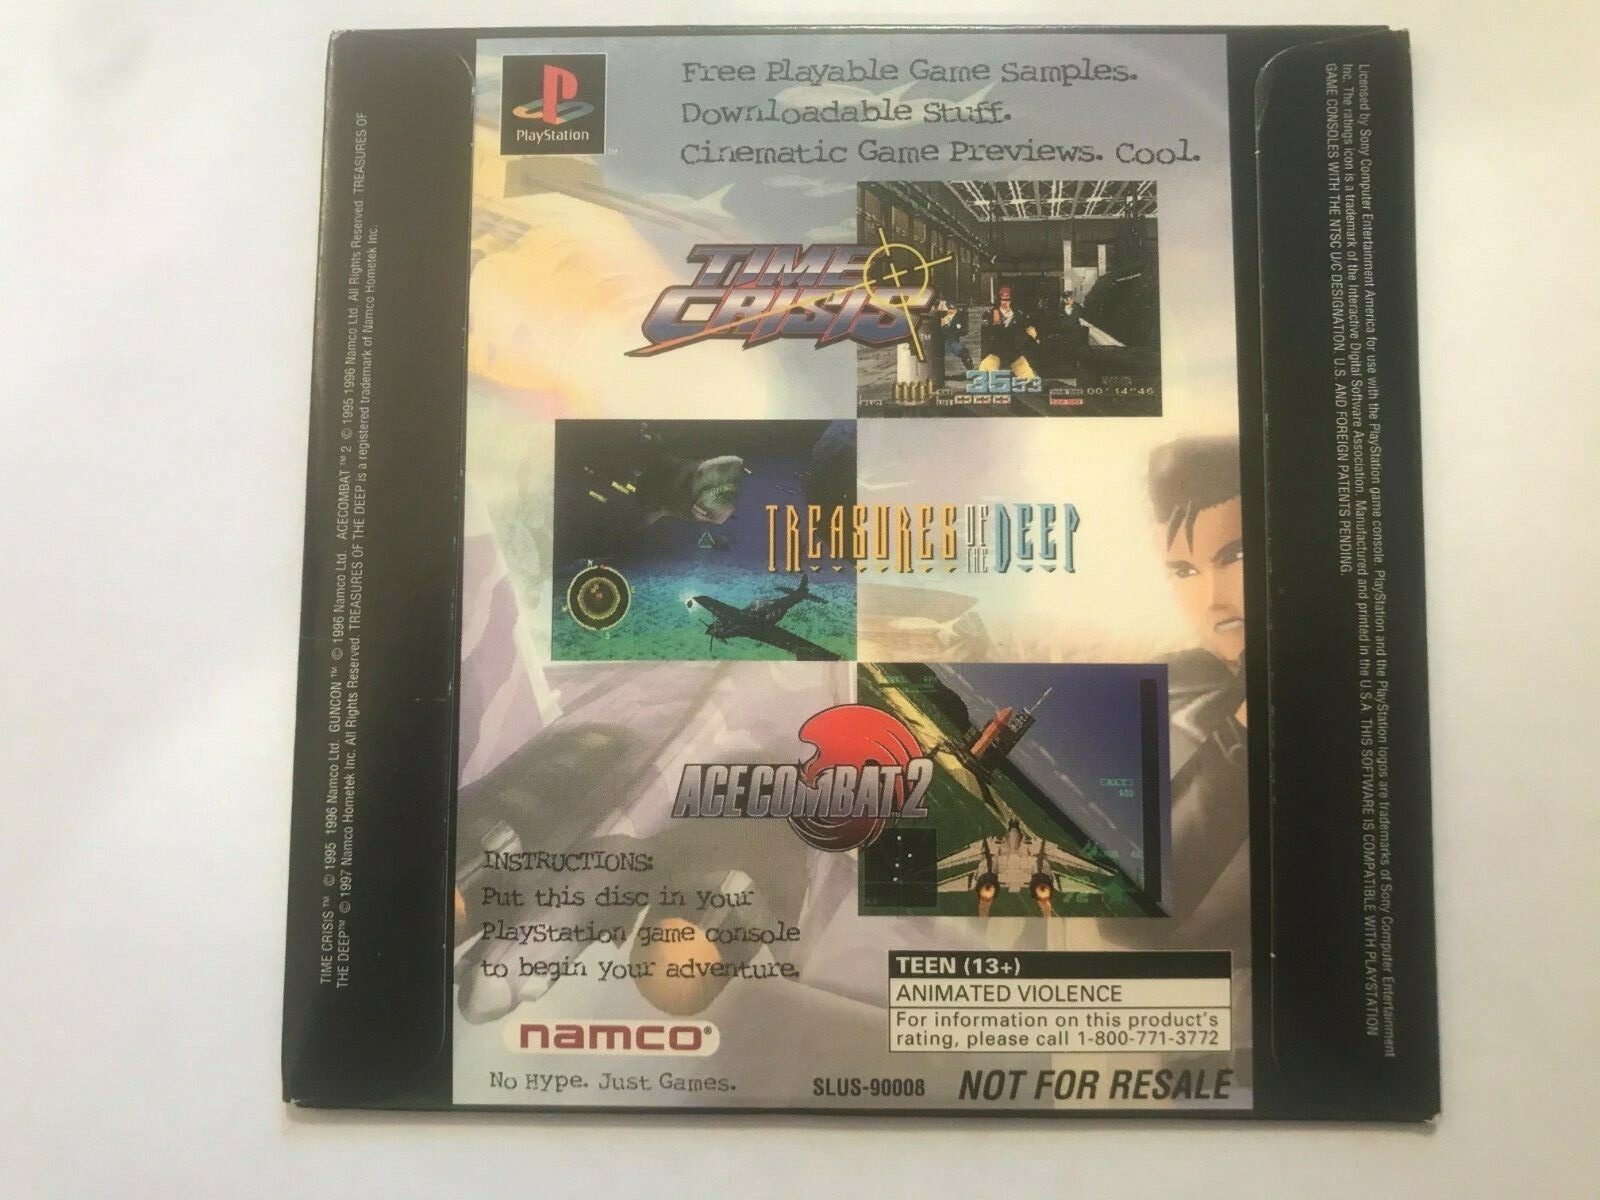 PlayStation
Free Playable Game Samples.
Downloadable Stuff.
Cinematic Game Previews. Cool.
TIME
CRISIS
3553
00'14"46
TREASURES OF THE DEEP
ACE COMBAT 2
INSTRUCTIONS:
Put this disc in your
PlayStation game console
to begin your adventure.
TEEN (13+)
ANIMATED VIOLENCE
For information on this product's
rating, please call 1-800-771-3772
namco®
No Hype. Just Games.
SLUS-90008
NOT FOR RESALE
TIME CRISIS™ © 1995 1996 Namco Ltd. GUNCON™ © 1996 Namco Ltd. ACECOMBAT™ 2 © 1995 1996 Namco Ltd. All Rights Reserved. TREASURES OF
THE DEEP™ © 1997 Namco Hometek Inc. All Rights Reserved. TREASURES OF THE DEEP is a registered trademark of Namco Hometek Inc.
Licensed by Sony Computer Entertainment America for use with the PlayStation game console. PlayStation and the PlayStation logos are trademarks of Sony Computer Entertainment
Inc. The ratings icon is a trademark of the Interactive Digital Software Association. Manufactured and printed in the U.S.A. THIS SOFTWARE IS COMPATIBLE WITH PLAYSTATION
GAME CONSOLES WITH THE NTSC U/C DESIGNATION. U.S. AND FOREIGN PATENTS PENDING.